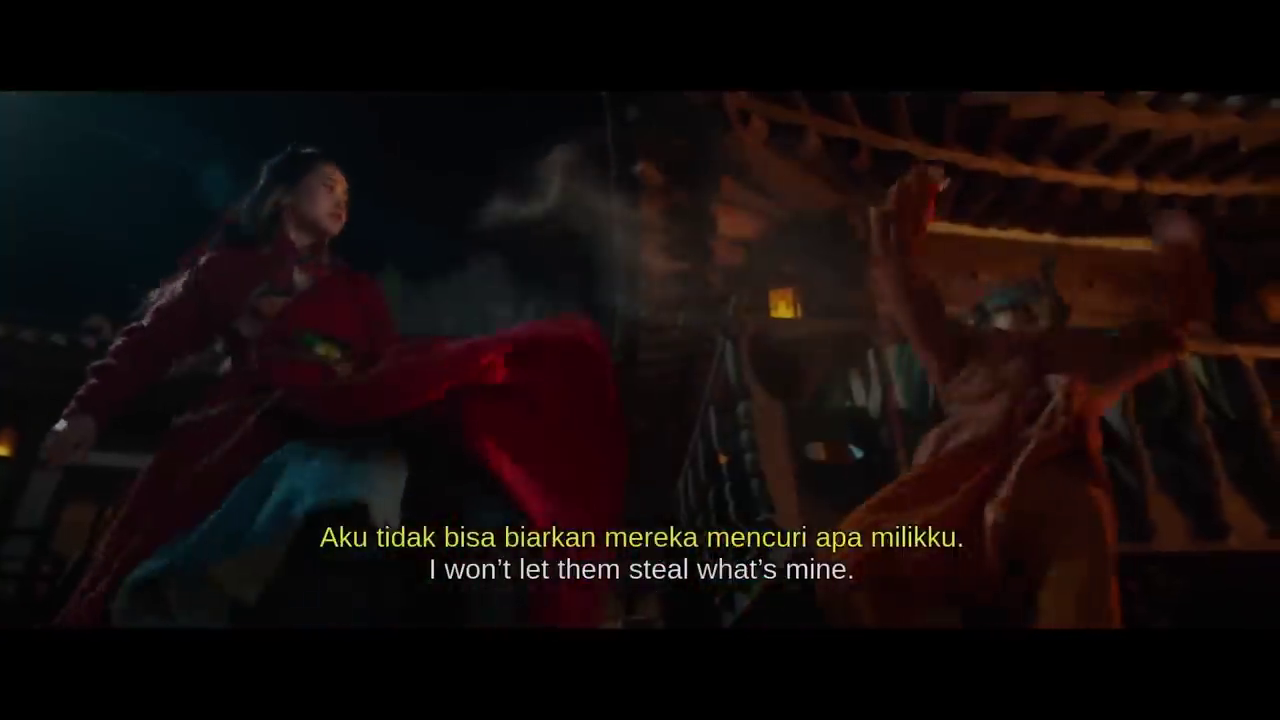 Aku tidak bisa biarkan mereka mencuri apa milikku.
I won’t let them steal what’s mine.